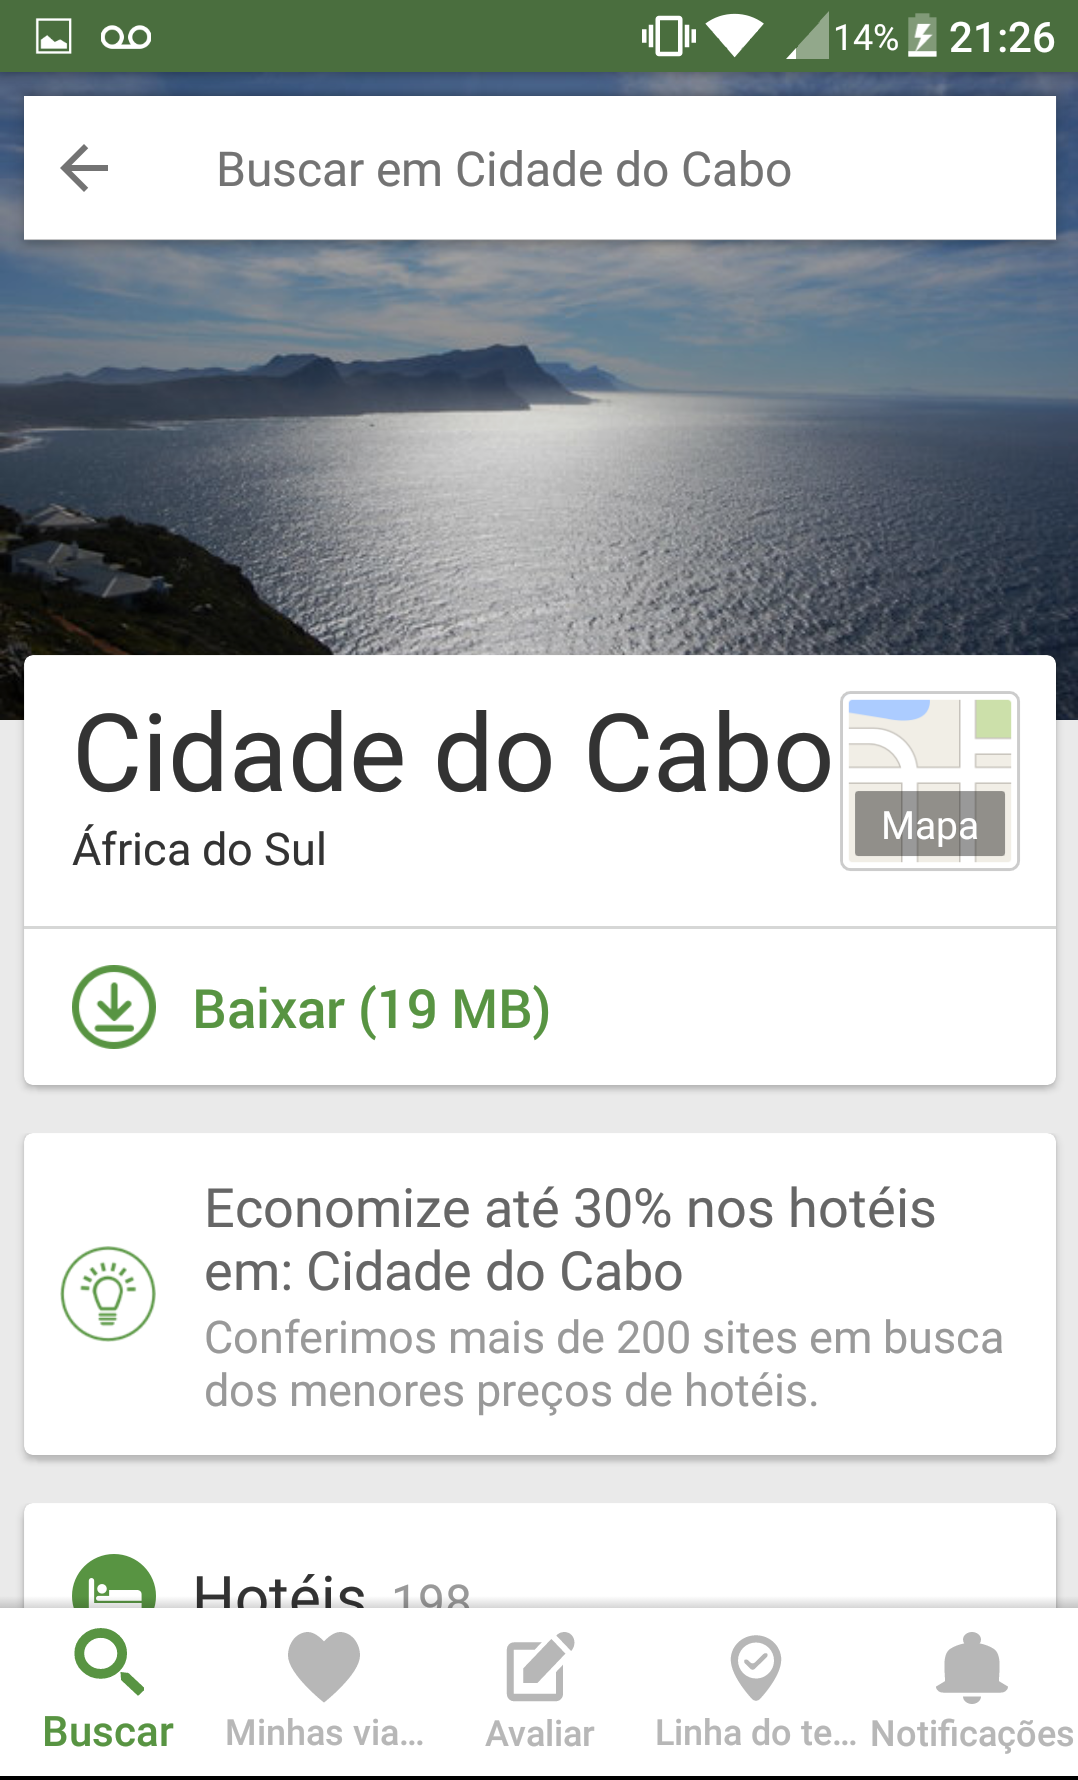 14% 21:26
Buscar em Cidade do Cabo
Cidade do Cabo
África do Sul
Mapa
Baixar (19 MB)
Economize até 30% nos hotéis
em: Cidade do Cabo
Conferimos mais de 200 sites em busca
dos menores preços de hotéis.
Hotéis 198
Buscar Minhas via... Avaliar Linha do te... Notificações